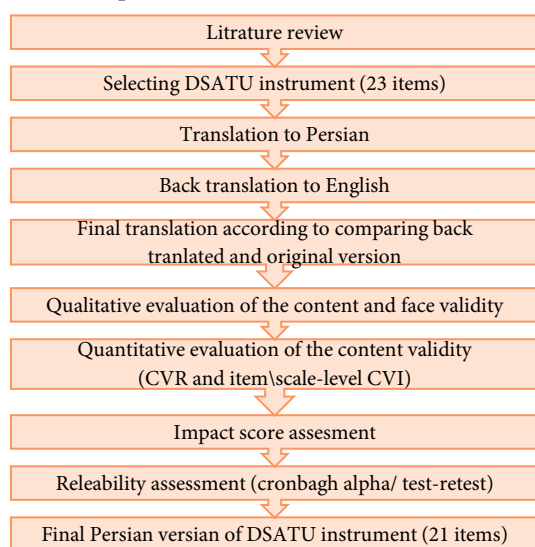 Litrature review
Selecting DSATU instrument (23 items)
Translation to Persian
Back translation to English
Final translation according to comparing back
tranlated and original version
Qualitative evaluation of the content and face validity
Quantitative evaluation of the content validity
(CVR and item\scale-level CVI)
Impact score assesment
Releability assessment (cronbagh alpha/ test-retest)
Final Persian versian of DSATU instrument (21 items)